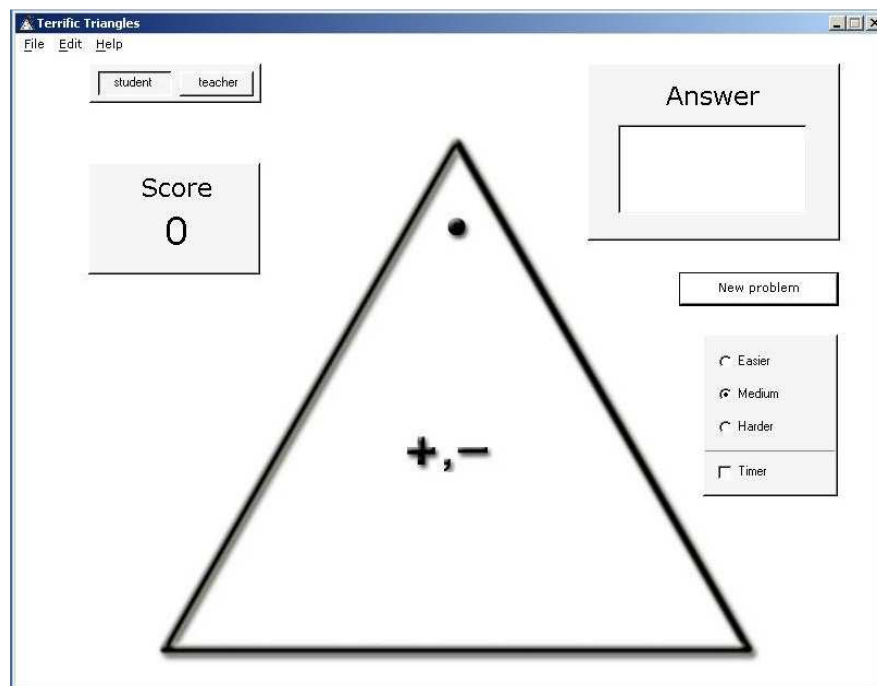 Terrific Triangles
File Edit Help
student teacher
Answer
Score
0
New problem
Easier
Medium
+,−
Harder
Timer